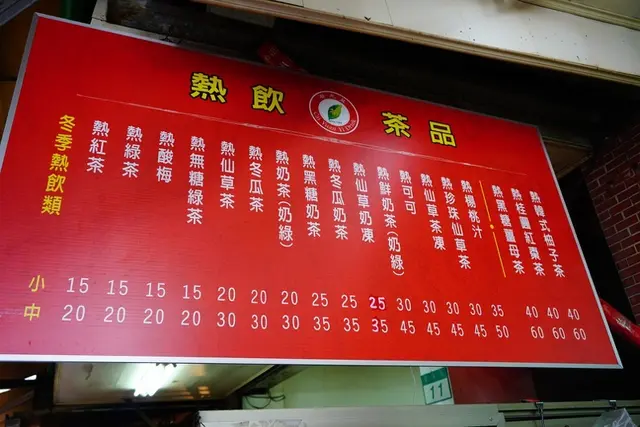 熱飲 茶品
冬季熱飲類
熱紅茶
熱綠茶
熱酸梅
熱無糖綠茶
熱仙草茶
熱冬瓜茶
熱奶茶(奶綠)
熱黑糖奶茶
熱冬瓜奶茶
熱仙草奶凍
熱鮮奶茶(奶綠)
熱可可
熱仙草茶凍
熱珍珠仙草茶
熱楊桃汁
熱黑糖薑母茶
熱桂圓紅棗茶
熱韓式柚子茶
小 15 15 15 15 20 20 20 25 25 25 30 30 30 30 35 40 40 40
中 20 20 20 20 30 30 30 35 35 35 45 45 45 45 50 60 60 60
11